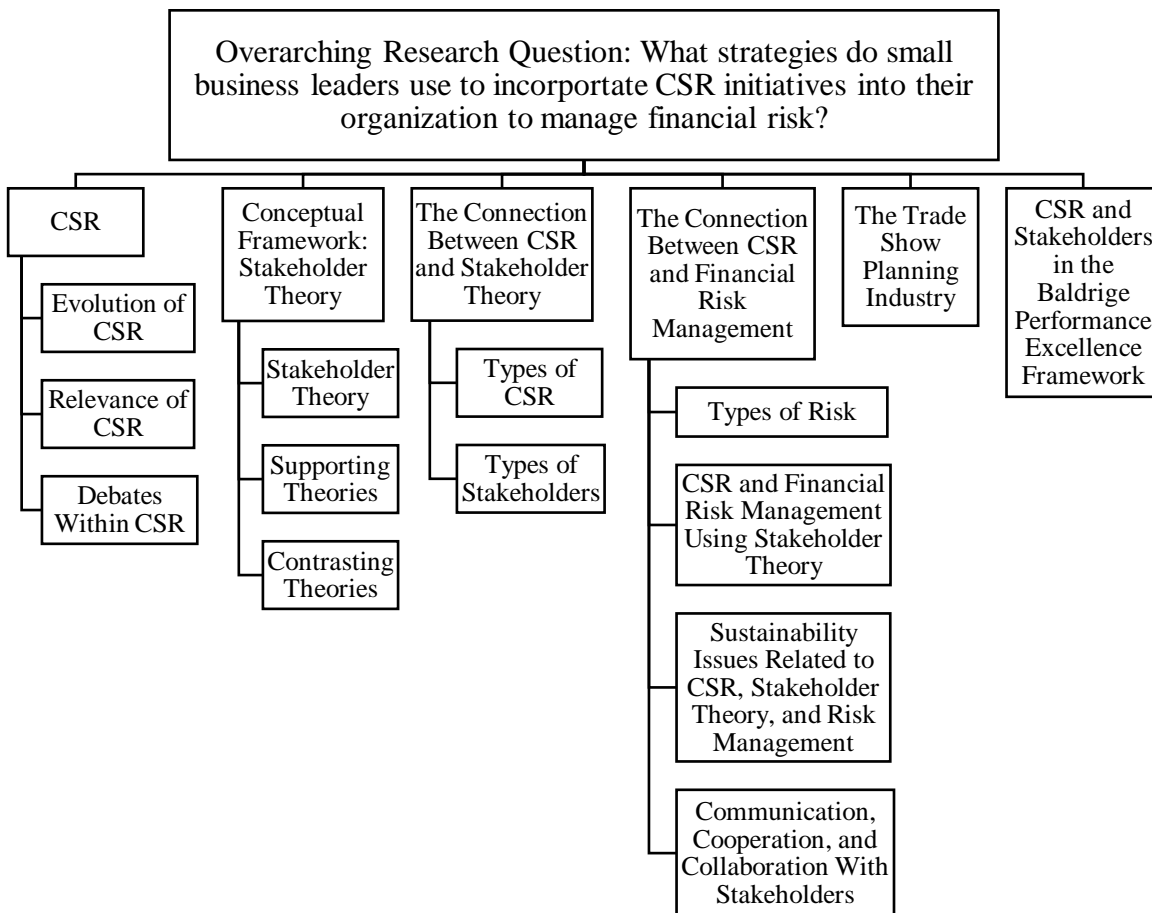 Overarching Research Question: What strategies do small
business leaders use to incorportate CSR initiatives into their
organization to manage financial risk?
CSR
Evolution of
CSR
Relevance of
CSR
Debates
Within CSR
Conceptual
Framework:
Stakeholder
Theory
Stakeholder
Theory
Supporting
Theories
Contrasting
Theories
The Connection
Between CSR
and Stakeholder
Theory
Types of
CSR
Types of
Stakeholders
The Connection
Between CSR
and Financial
Risk
Management
Types of Risk
CSR and Financial
Risk Management
Using Stakeholder
Theory
Sustainability
Issues Related to
CSR, Stakeholder
Theory, and Risk
Management
Communication,
Cooperation, and
Collaboration With
Stakeholders
The Trade
Show
Planning
Industry
CSR and
Stakeholders
in the
Baldrige
Performance
Excellence
Framework